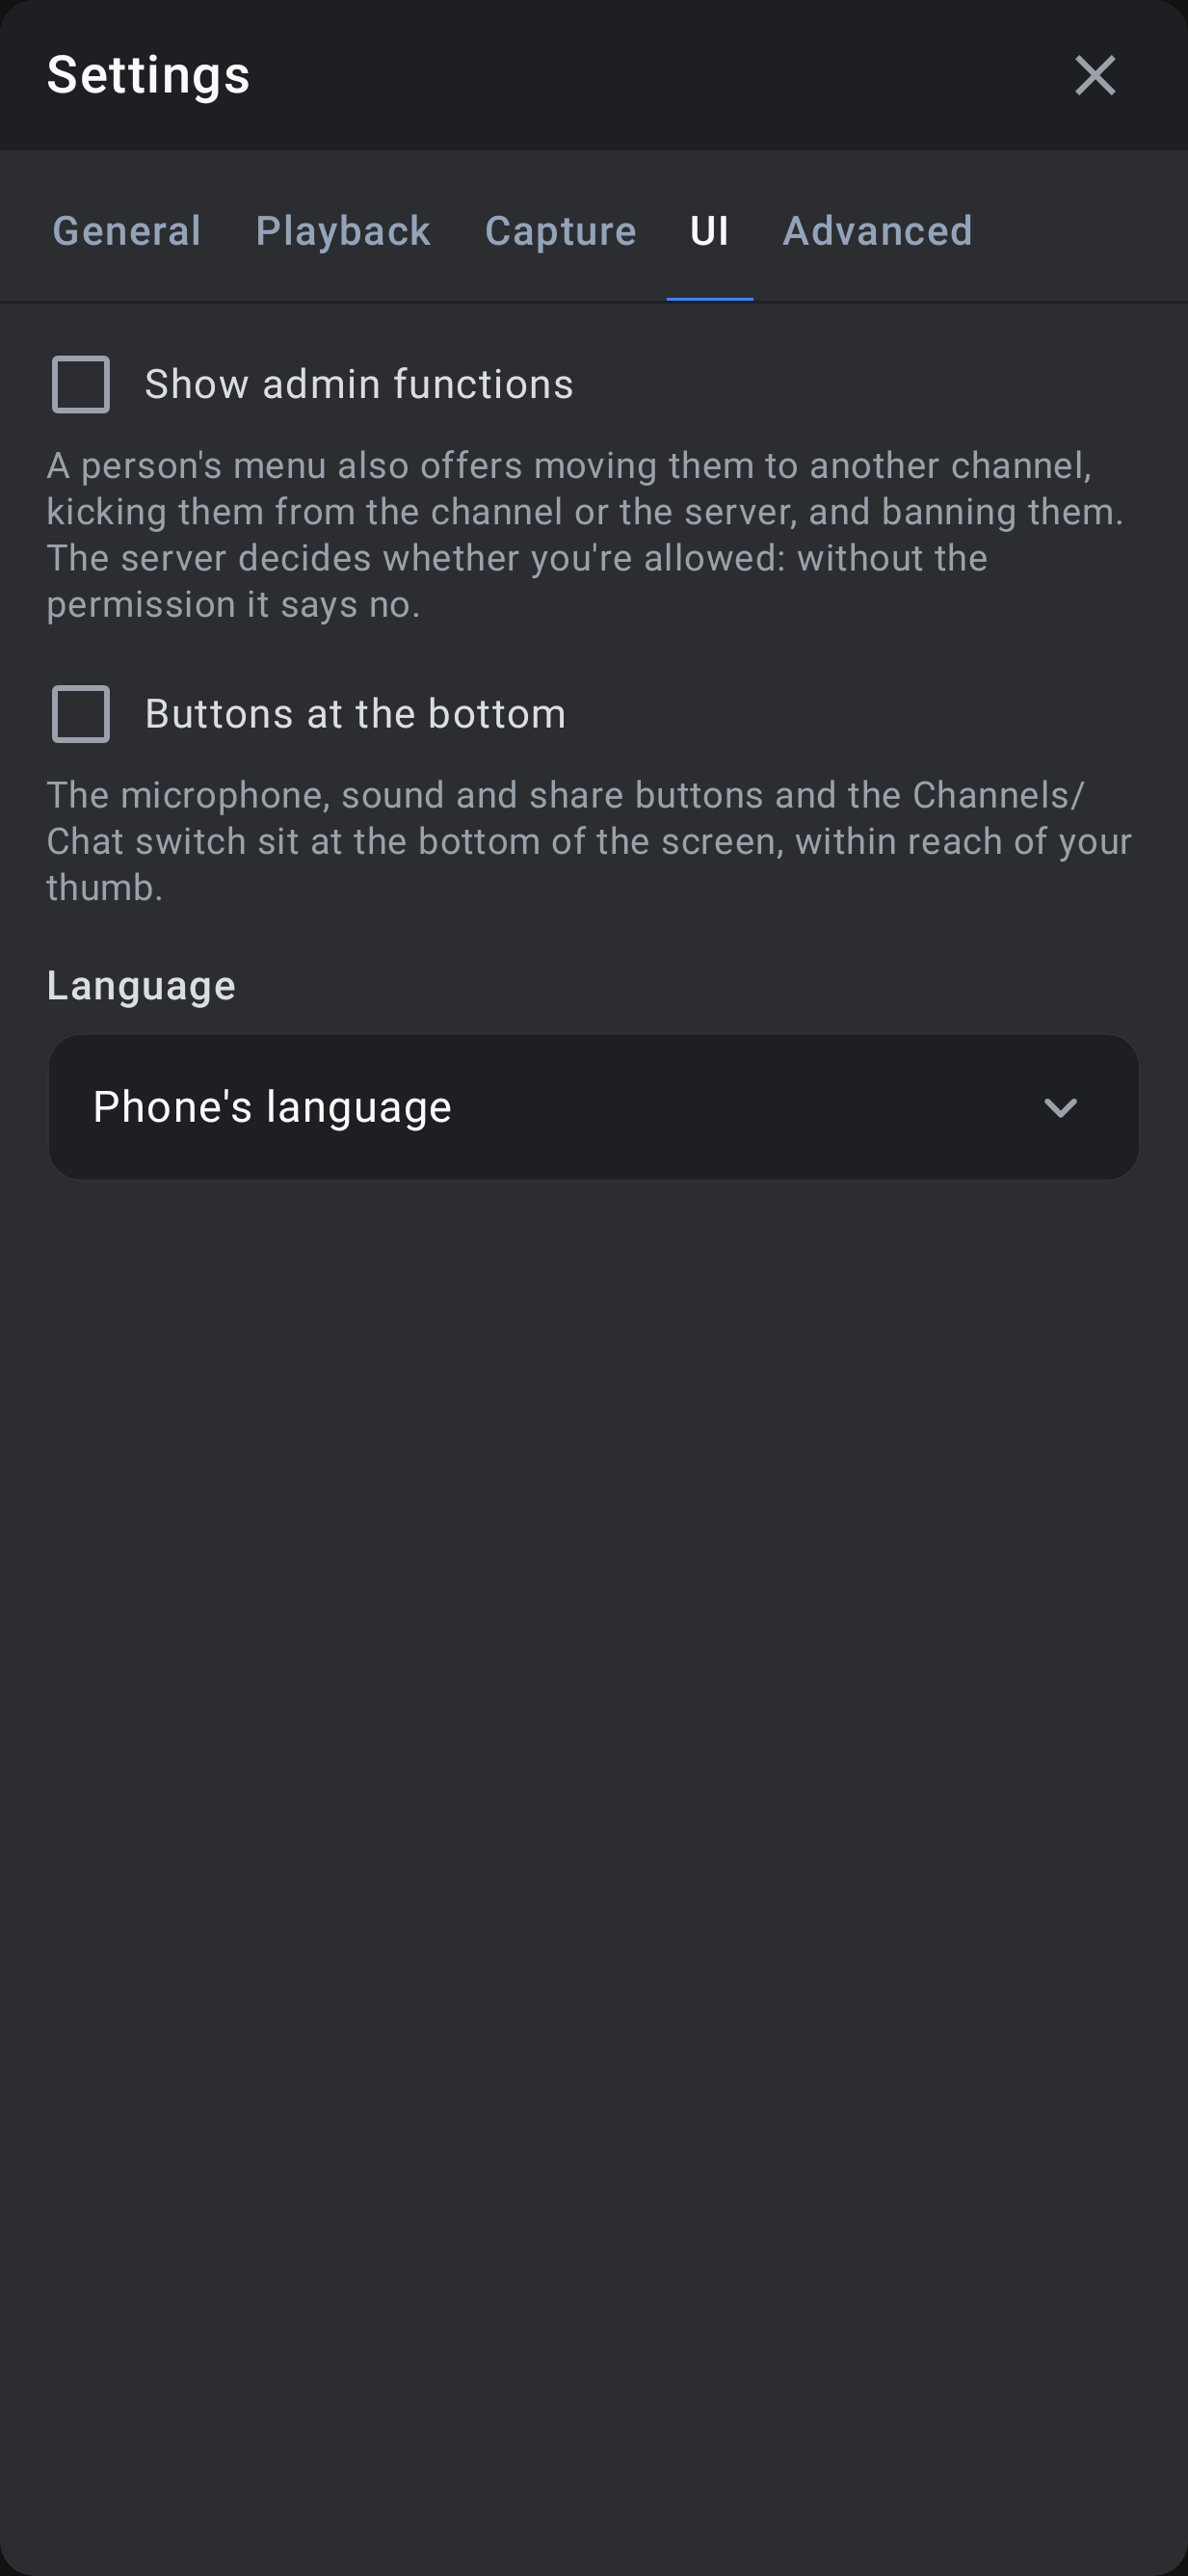 Settings
General Playback Capture UI Advanced
Show admin functions
A person's menu also offers moving them to another channel,
kicking them from the channel or the server, and banning them.
The server decides whether you're allowed: without the
permission it says no.
Buttons at the bottom
The microphone, sound and share buttons and the Channels/
Chat switch sit at the bottom of the screen, within reach of your
thumb.
Language
Phone's language